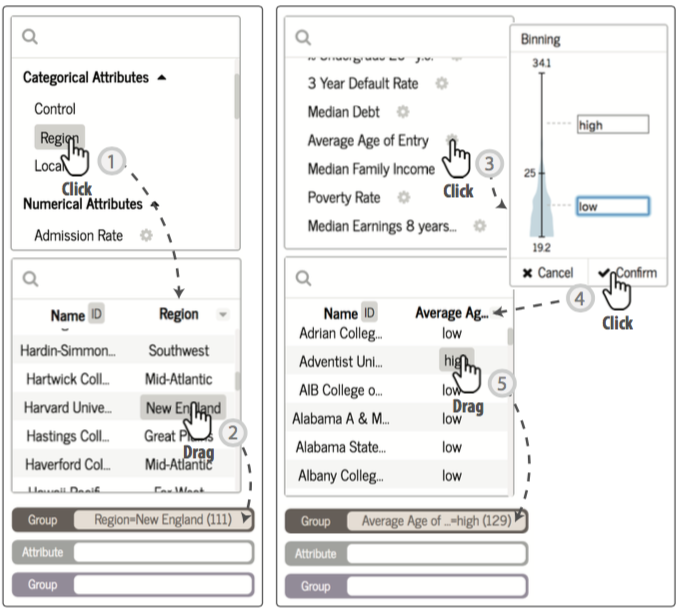 Categorical Attributes
Control
Region
Local
1
Click
Numerical Attributes
Admission Rate
Name ID Region
Hardin-Simmon... Southwest
Hartwick Coll... Mid-Atlantic
Harvard Unive... New England
2
Hastings Coll... Great
Drag
Haverford Col... Mid-Atlantic
Group Region=New England (111)
Attribute
Group
3 Year Default Rate
Median Debt
Average Age of Entry
3
Median Family Income
Click
Poverty Rate
Median Earnings 8 years...
Binning
34.1
high
25
low
19.2
Cancel Confirm
4
Click
Name ID Average Ag...
Adrian Colleg... low
Adventist Uni... high
5
AIB College o... low
Drag
Alabama A & M... low
Alabama State... low
Albany Colleg... low
Group Average Age of ...=high (129)
Attribute
Group